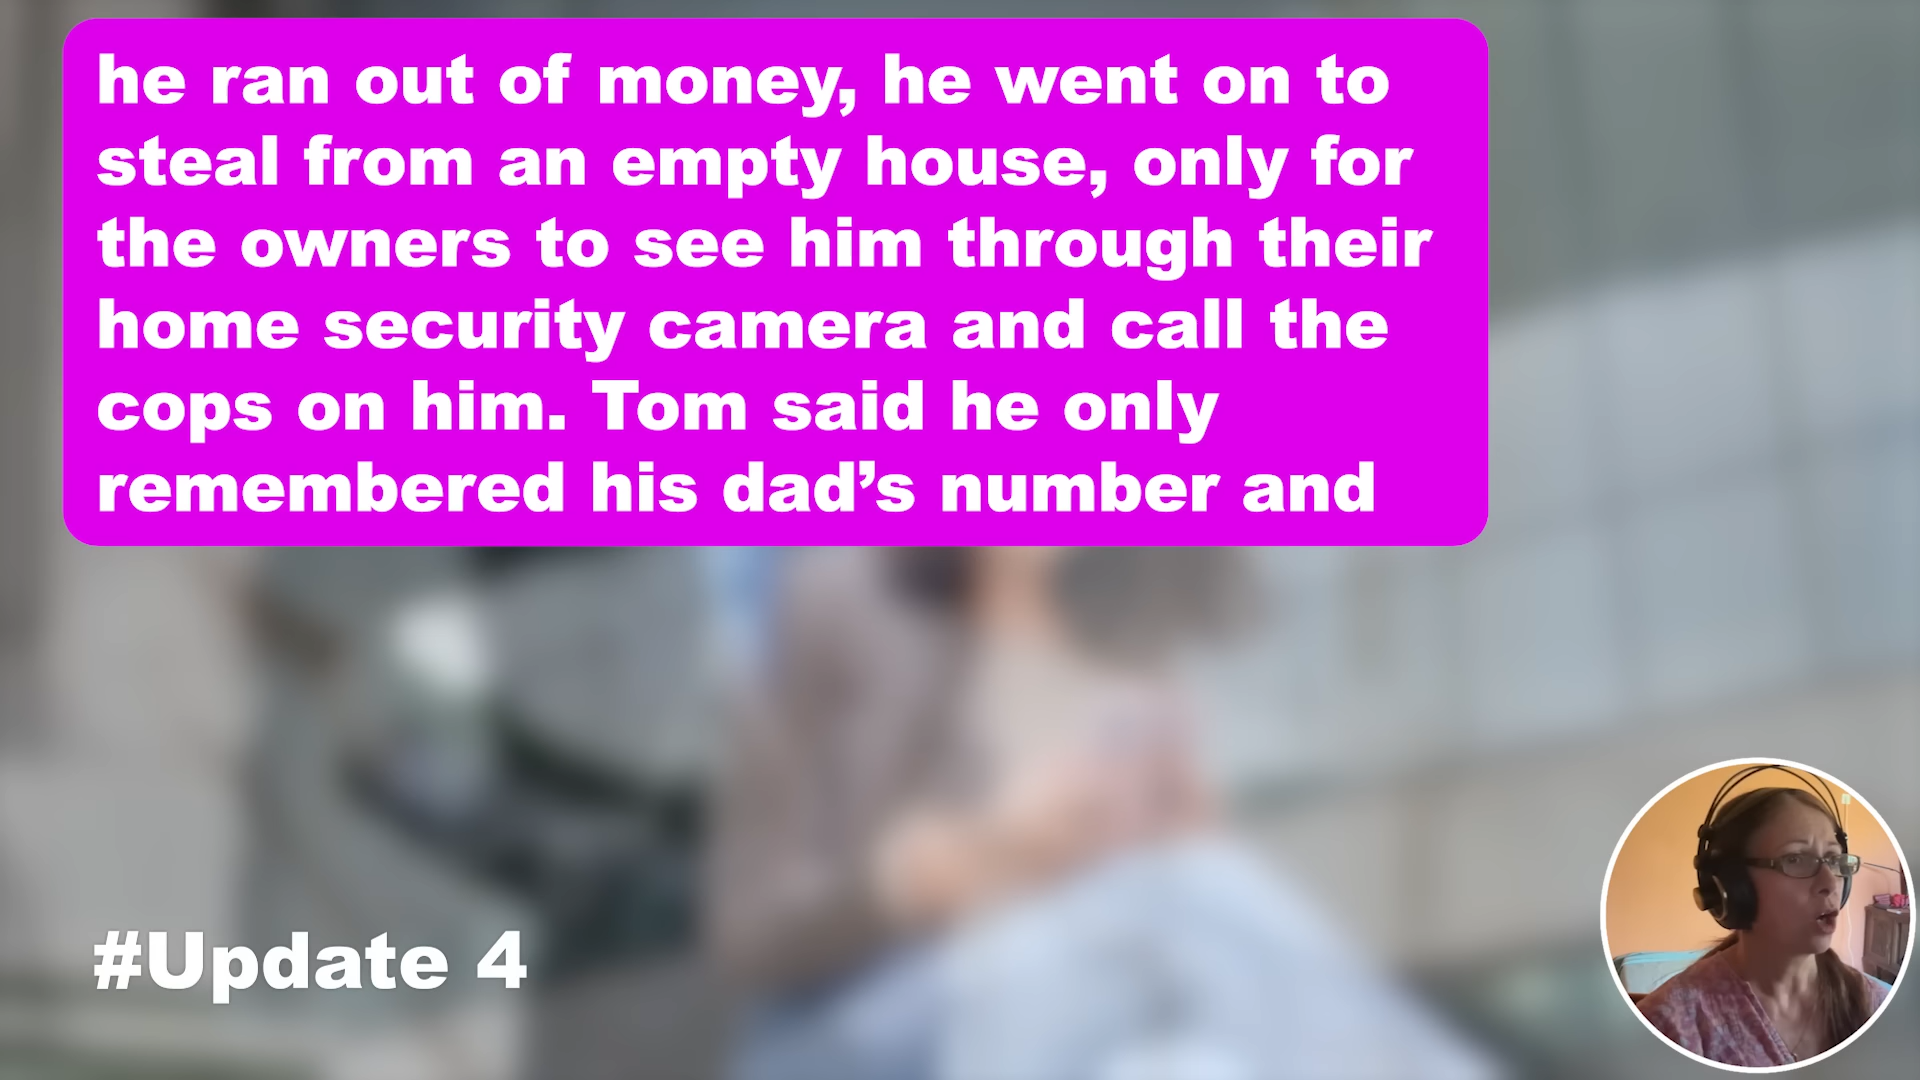 he ran out of money, he went on to
steal from an empty house, only for
the owners to see him through their
home security camera and call the
cops on him. Tom said he only
remembered his dad’s number and
#Update 4